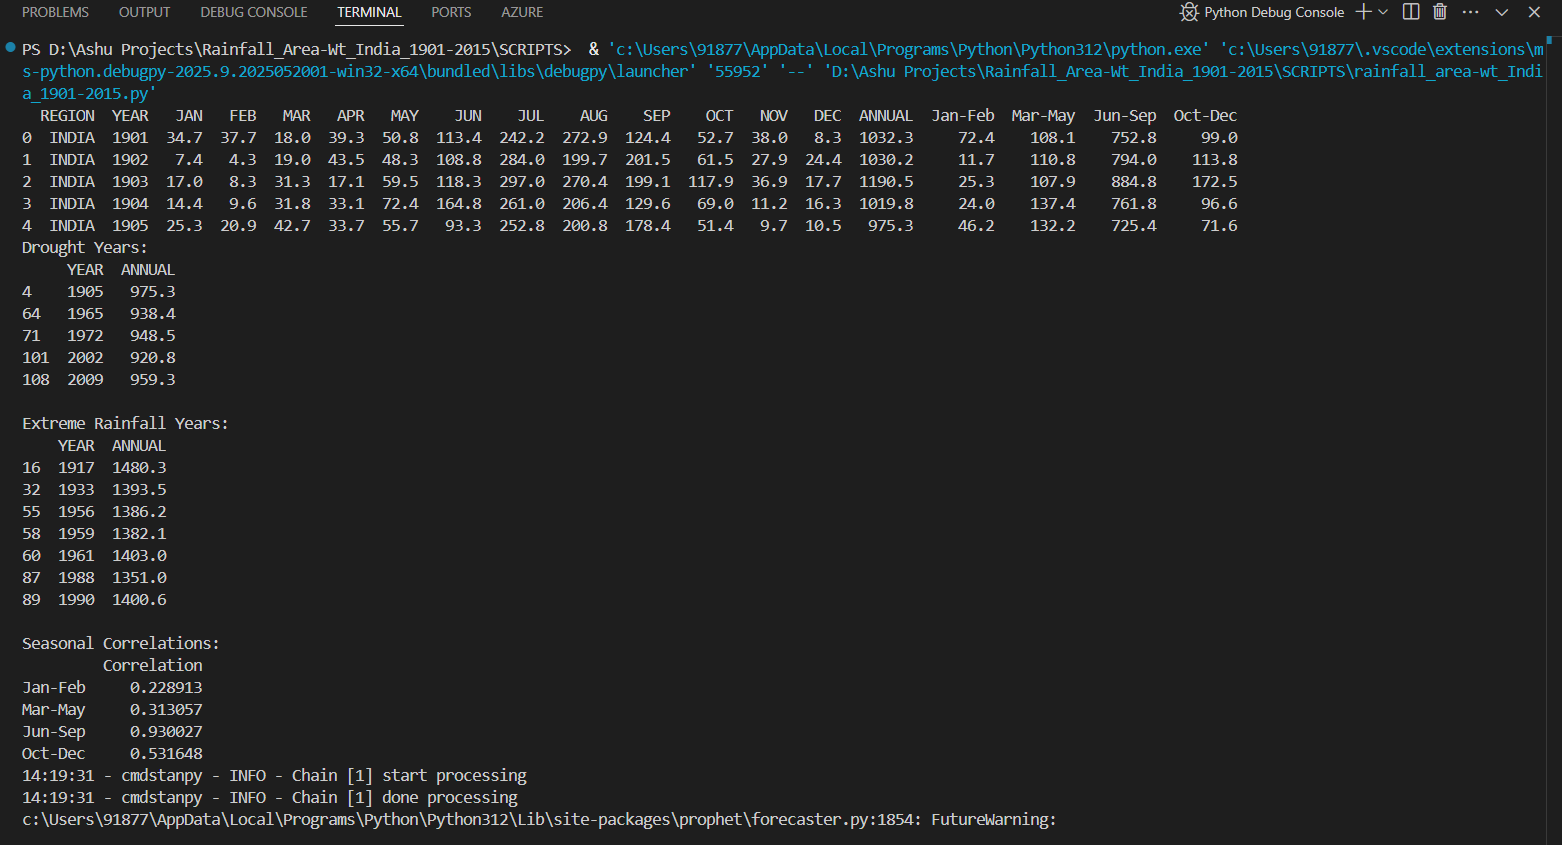 PROBLEMS OUTPUT DEBUG CONSOLE TERMINAL PORTS AZURE Python Debug Console
PS D:\Ashu Projects\Rainfall_Area-Wt_India_1901-2015\SCRIPTS>  & 'c:\Users\91877\AppData\Local\Programs\Python\Python312\python.exe' 'c:\Users\91877\.vscode\extensions\m
s-python.debugpy-2025.9.2025052001-win32-x64\bundled\libs\debugpy\launcher' '55952' '--' 'D:\Ashu Projects\Rainfall_Area-Wt_India_1901-2015\SCRIPTS\rainfall_area-wt_Indi
a_1901-2015.py'
REGION YEAR JAN FEB MAR APR MAY JUN JUL AUG SEP OCT NOV DEC ANNUAL Jan-Feb Mar-May Jun-Sep Oct-Dec
0 INDIA 1901 34.7 37.7 18.0 39.3 50.8 113.4 242.2 272.9 124.4 52.7 38.0 8.3 1032.3 72.4 108.1 752.8 99.0
1 INDIA 1902 7.4 4.3 19.0 43.5 48.3 108.8 284.0 199.7 201.5 61.5 27.9 24.4 1030.2 11.7 110.8 794.0 113.8
2 INDIA 1903 17.0 8.3 31.3 17.1 59.5 118.3 297.0 270.4 199.1 117.9 36.9 17.7 1190.5 25.3 107.9 884.8 172.5
3 INDIA 1904 14.4 9.6 31.8 33.1 72.4 164.8 261.0 206.4 129.6 69.0 11.2 16.3 1019.8 24.0 137.4 761.8 96.6
4 INDIA 1905 25.3 20.9 42.7 33.7 55.7 93.3 252.8 200.8 178.4 51.4 9.7 10.5 975.3 46.2 132.2 725.4 71.6
Drought Years:
YEAR ANNUAL
4 1905 975.3
64 1965 938.4
71 1972 948.5
101 2002 920.8
108 2009 959.3
Extreme Rainfall Years:
YEAR ANNUAL
16 1917 1480.3
32 1933 1393.5
55 1956 1386.2
58 1959 1382.1
60 1961 1403.0
87 1988 1351.0
89 1990 1400.6
Seasonal Correlations:
Correlation
Jan-Feb 0.228913
Mar-May 0.313057
Jun-Sep 0.930027
Oct-Dec 0.531648
14:19:31 - cmdstanpy - INFO - Chain [1] start processing
14:19:31 - cmdstanpy - INFO - Chain [1] done processing
c:\Users\91877\AppData\Local\Programs\Python\Python312\Lib\site-packages\prophet\forecaster.py:1854: FutureWarning: